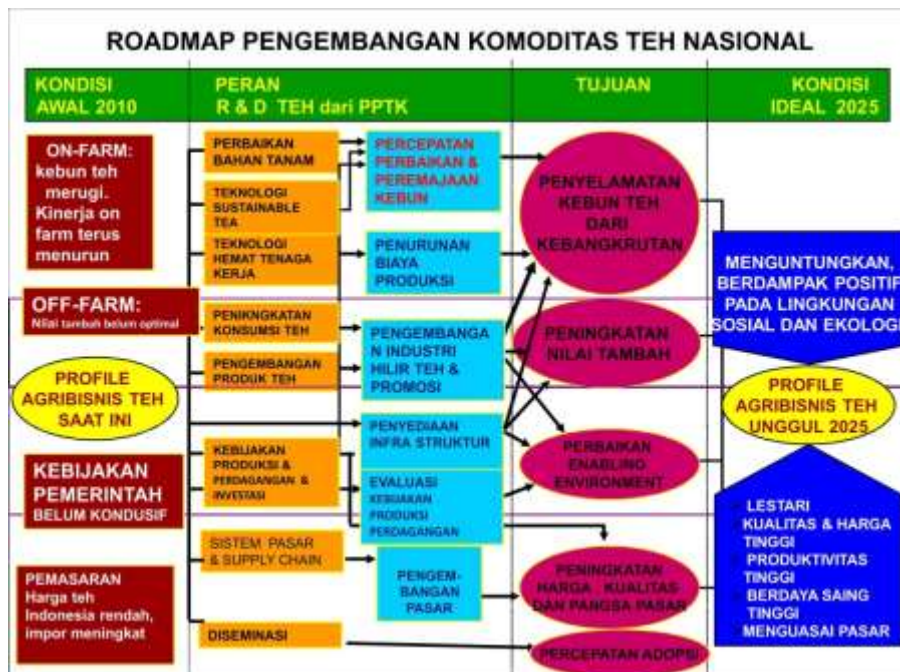 ROADMAP PENGEMBANGAN KOMODITAS TEH NASIONAL
KONDISI
AWAL 2010
PERAN
R & D TEH dari PPTK
TUJUAN
KONDISI
IDEAL 2025
ON-FARM:
kebun teh
merugi.
Kinerja on
farm terus
menurun
OFF-FARM:
Nilai tambah belum optimal
PROFILE
AGRIBISNIS TEH
SAAT INI
KEBIJAKAN
PEMERINTAH
BELUM KONDUSIF
PEMASARAN
Harga teh
Indonesia rendah,
impor meningkat
PERBAIKAN
BAHAN TANAM
TEKNOLOGI
SUSTAINABLE
TEA
TEKNOLOGI
HEMAT TENAGA
KERJA
PENIKNGKATAN
KONSUMSI TEH
PENGEMBANGAN
PRODUK TEH
KEBIJAKAN
PRODUKSI &
PERDAGANGAN &
INVESTASI
SISTEM PASAR
& SUPPLY CHAIN
DISEMINASI
PERCEPATAN
PERBAIKAN &
PEREMAJAAN
KEBUN
PENURUNAN
BIAYA
PRODUKSI
PENGEMBANGA
N INDUSTRI
HILIR TEH &
PROMOSI
PENYEDIAAN
INFRA STRUKTUR
EVALUASI
KEBIJAKAN
PRODUKSI
PERDAGANGAN
PENGEM-
BANGAN
PASAR
PENYELAMATAN
KEBUN TEH
DARI
KEBANGKRUTAN
PENINGKATAN
NILAI TAMBAH
PERBAIKAN
ENABLING
ENVIRONMENT
PENINGKATAN
HARGA KUALITAS
DAN PANGSA PASAR
PERCEPATAN ADOPSI
MENGUNTUNGKAN,
BERDAMPAK POSITIF
PADA LINGKUNGAN
SOSIAL DAN EKOLOGI
PROFILE
AGRIBISNIS TEH
UNGGUL 2025
LESTARI
KUALITAS & HARGA
TINGGI
PRODUKTIVITAS
TINGGI
BERDAYA SAING
TINGGI
MENGUASAI PASAR